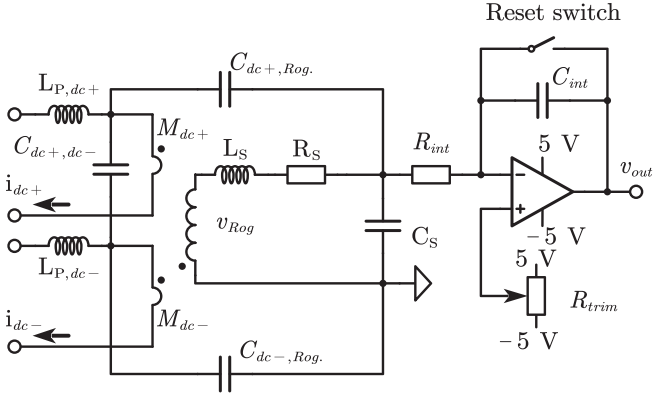 Reset switch
C_{dc+,Rog.}
L_{P,dc+}
C_{int}
M_{dc+}
C_{dc+,dc−}
L_S
R_S
R_{int}
5 V
v_{out}
i_{dc+}
v_{Rog}
−
+
C_S
−5 V
L_{P,dc−}
5 V
R_{trim}
i_{dc−}
M_{dc−}
−5 V
C_{dc−,Rog.}